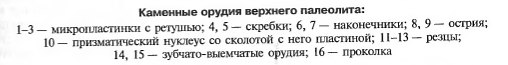 Каменные орудия верхнего палеолита:
1–3 — микропластинки с ретушью; 4, 5 — скребки; 6, 7 — наконечники; 8, 9 — острия;
10 — призматический нуклеус со сколотой с него пластиной; 11–13 — резцы;
14, 15 — зубчато-выемчатые орудия; 16 — проколка